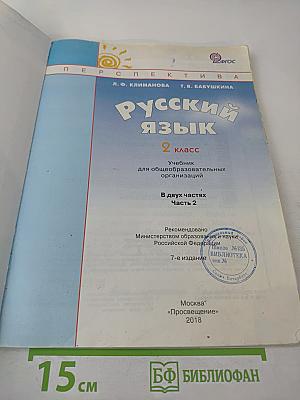 ФГОС
ПЕРСПЕКТИВА
Л. Ф. КЛИМАНОВА Т. В. БАБУШКИНА
Русский
язык
2 класс
Учебник
для общеобразовательных
организаций
В двух частях
Часть 2
Рекомендовано
Министерством образования и науки
Российской Федерации
7-е издание
БИБЛИОТЕКА
Москва
«Просвещение»
2018
15 см
БФ БИБЛИОФАН